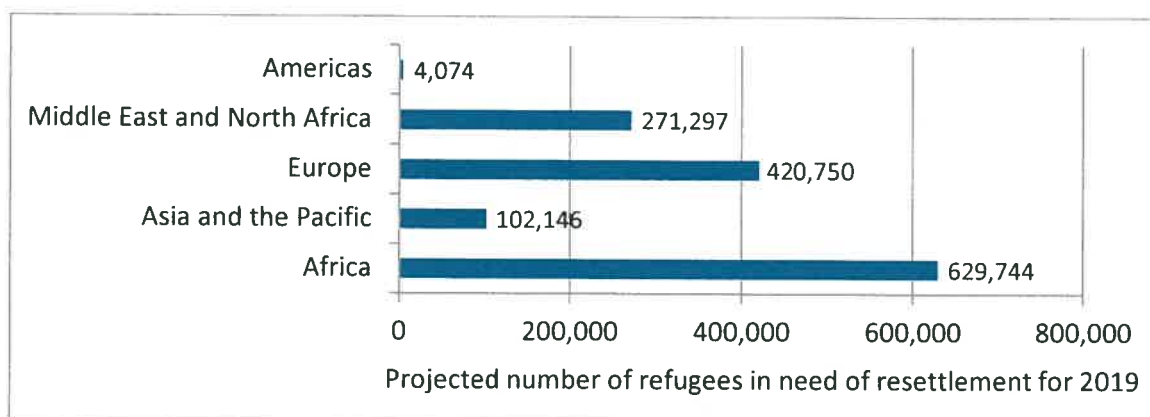 Americas 4,074
Middle East and North Africa 271,297
Europe 420,750
Asia and the Pacific 102,146
Africa 629,744
0 200,000 400,000 600,000 800,000
Projected number of refugees in need of resettlement for 2019